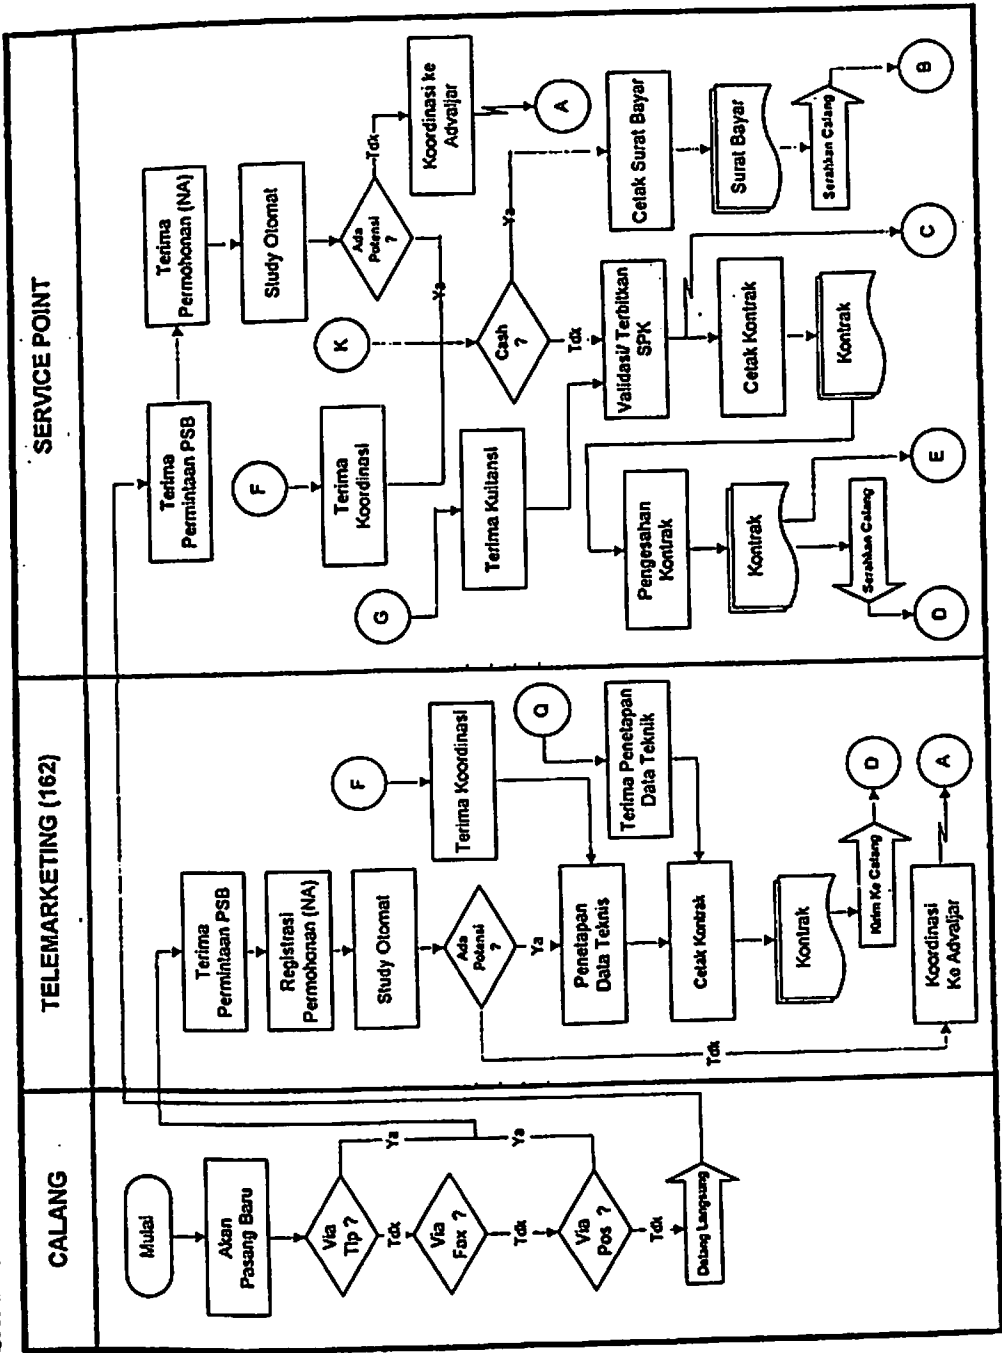 CALANG
Mulai
Akan
Pasang Baru
Via
Tlp ?
Tdk
Ya
Via
Fax ?
Tdk
Via
Pos ?
Ya
Tdk
Datang Langsung
TELEMARKETING (162)
Terima
Permintaan PSB
Registrasi
Permohonan (NA)
Study Otomat
Ada
Potensi
?
Ya
Tdk
F
Terima Koordinasi
Penetapan
Data Teknis
Q
Terima Penetapan
Data Teknik
Cetak Kontrak
Kontrak
Kirim Ke Calang
D
Koordinasi
Ke Advaljar
A
SERVICE POINT
Terima
Permintaan PSB
Terima
Permohonan (NA)
Study Otomat
Ada
Potensi
?
Tdk
Ya
Koordinasi ke
Advaljar
A
F
Terima
Koordinasi
K
G
Terima Kuitansi
Cash
?
Ya
Tdk
Cetak Surat Bayar
Surat Bayar
Serahkan Calang
B
Validasi/ Terbitkan
SPK
C
Cetak Kontrak
Kontrak
Pengesahan
Kontrak
Kontrak
E
Serahkan Calang
D